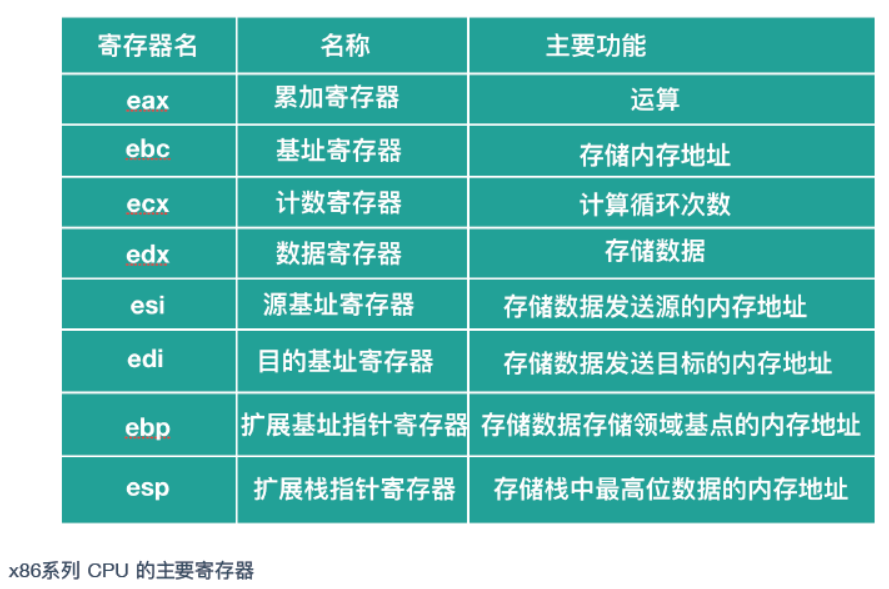 寄存器名 名称 主要功能
eax 累加寄存器 运算
ebc 基址寄存器 存储内存地址
ecx 计数寄存器 计算循环次数
edx 数据寄存器 存储数据
esi 源基址寄存器 存储数据发送源的内存地址
edi 目的基址寄存器 存储数据发送目标的内存地址
ebp 扩展基址指针寄存器 存储数据存储领域基点的内存地址
esp 扩展栈指针寄存器 存储栈中最高位数据的内存地址
x86系列 CPU 的主要寄存器